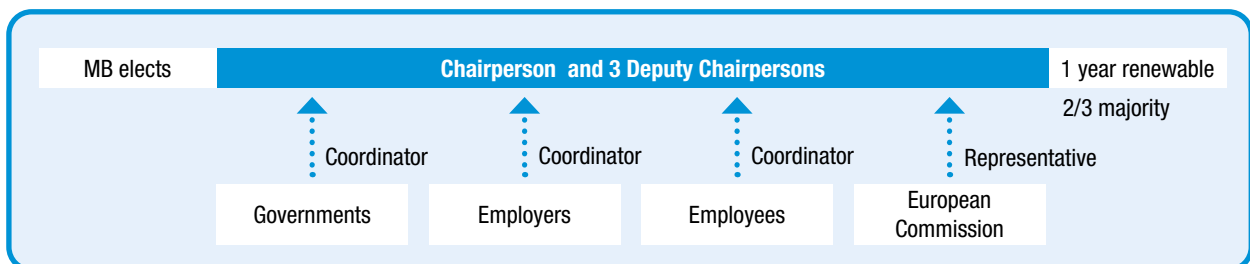 MB elects
Chairperson and 3 Deputy Chairpersons
1 year renewable
2/3 majority
Coordinator
Coordinator
Coordinator
Representative
Governments
Employers
Employees
European
Commission